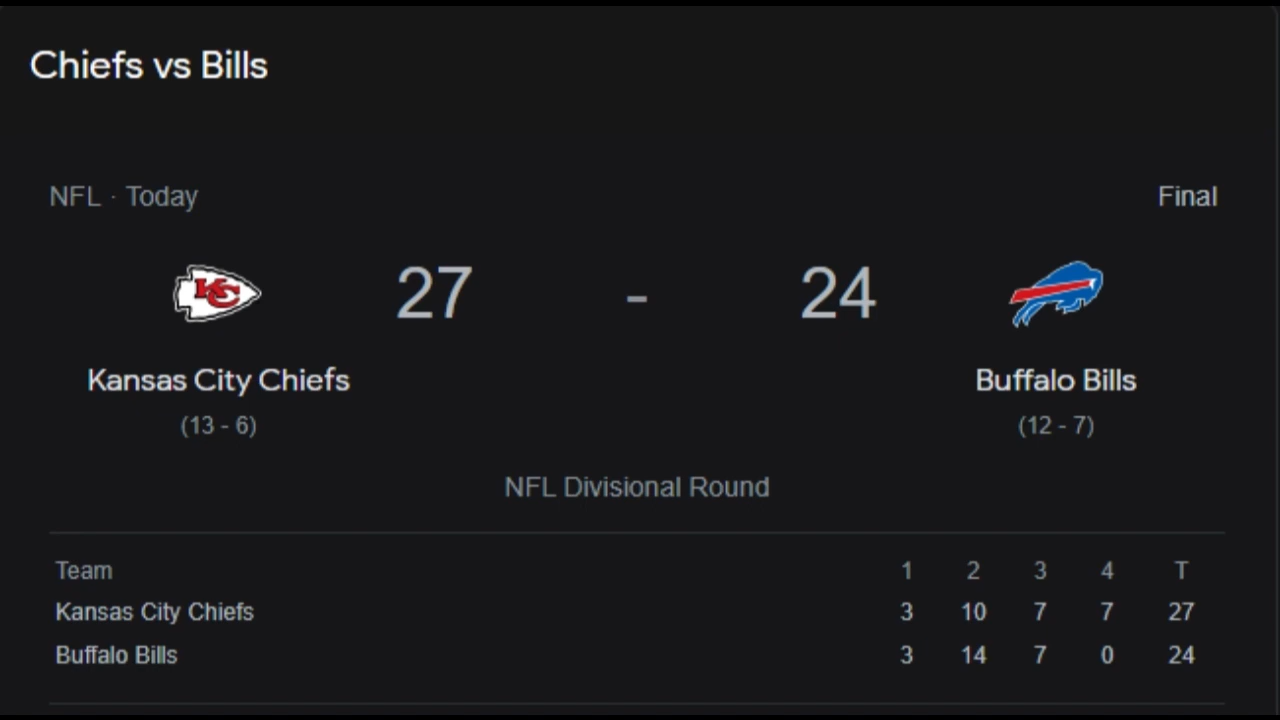 Chiefs vs Bills
NFL · Today Final
KC
27 - 24
Kansas City Chiefs Buffalo Bills
(13 - 6) (12 - 7)
NFL Divisional Round
Team 1 2 3 4 T
Kansas City Chiefs 3 10 7 7 27
Buffalo Bills 3 14 7 0 24